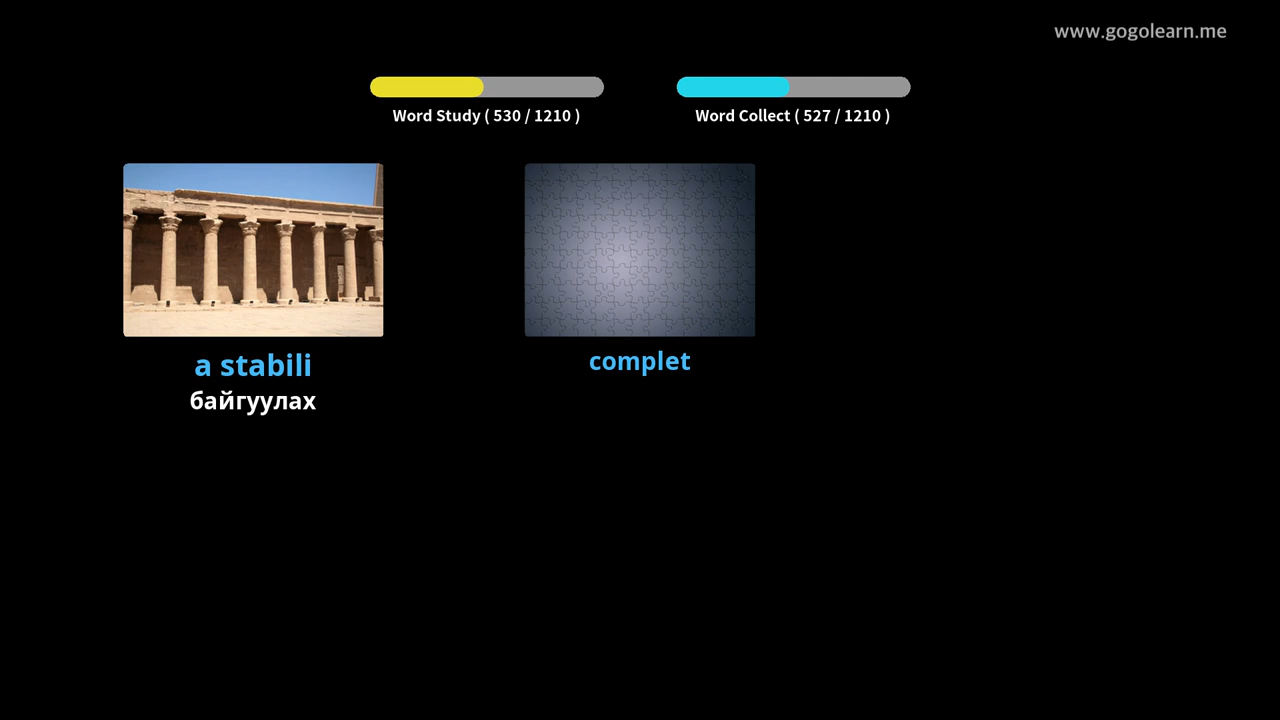 www.gogolearn.me
Word Study ( 530 / 1210 )
Word Collect ( 527 / 1210 )
a stabili
байгуулах
complet